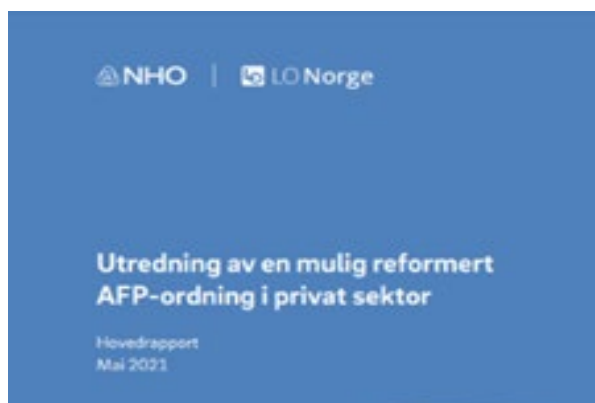 NHO | LO Norge
Utredning av en mulig reformert
AFP-ordning i privat sektor
Hovedrapport
Mai 2021